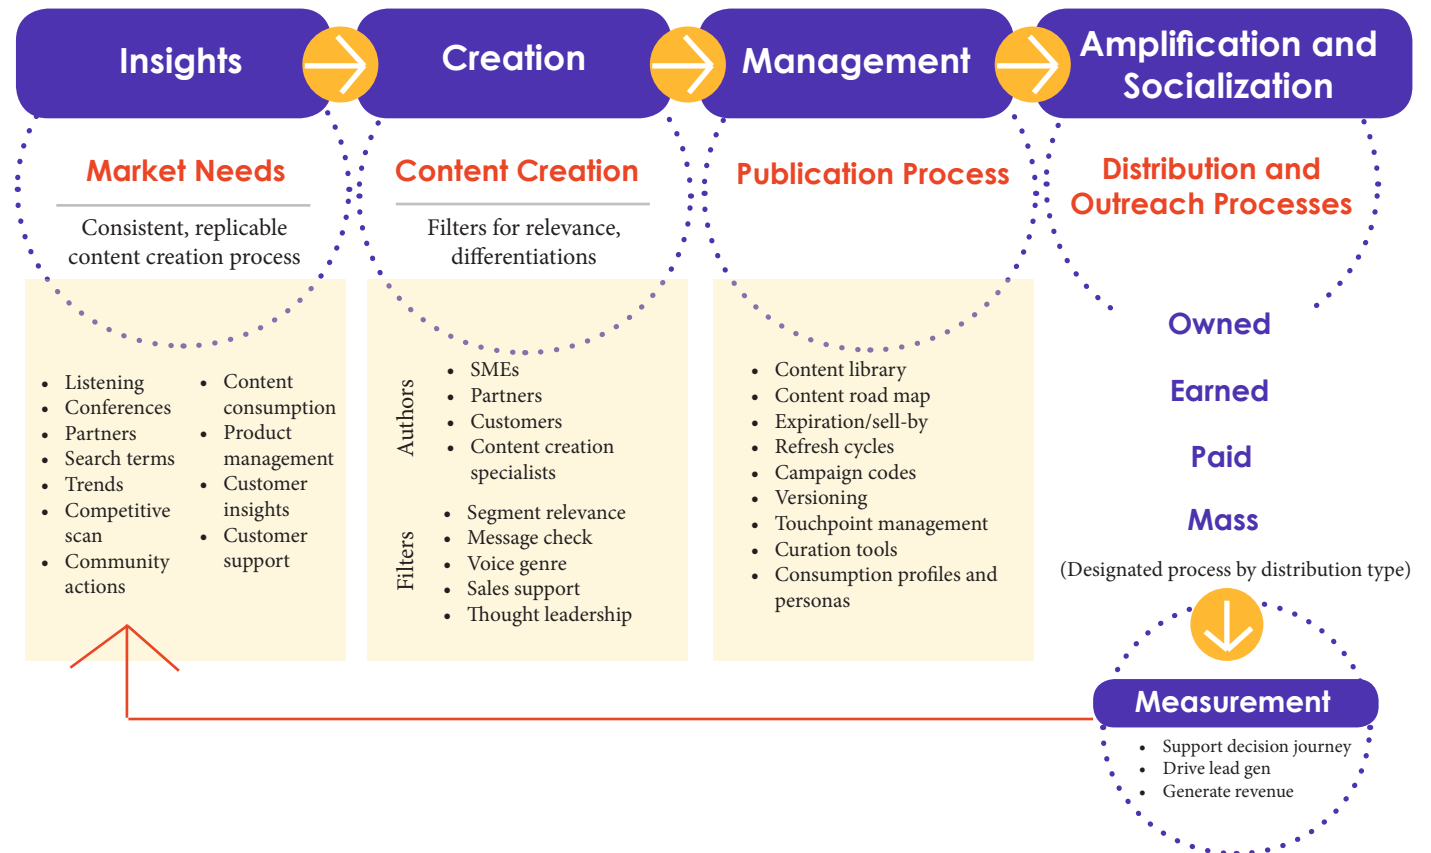 Insights
Market Needs
Consistent, replicable
content creation process
Listening
Conferences
Partners
Search terms
Trends
Competitive
scan
Community
actions
Content
consumption
Product
management
Customer
insights
Customer
support
Creation
Content Creation
Filters for relevance,
differentiations
Authors
SMEs
Partners
Customers
Content creation
specialists
Filters
Segment relevance
Message check
Voice genre
Sales support
Thought leadership
Management
Publication Process
Content library
Content road map
Expiration/sell-by
Refresh cycles
Campaign codes
Versioning
Touchpoint management
Curation tools
Consumption profiles and
personas
Amplification and
Socialization
Distribution and
Outreach Processes
Owned
Earned
Paid
Mass
(Designated process by distribution type)
Measurement
Support decision journey
Drive lead gen
Generate revenue